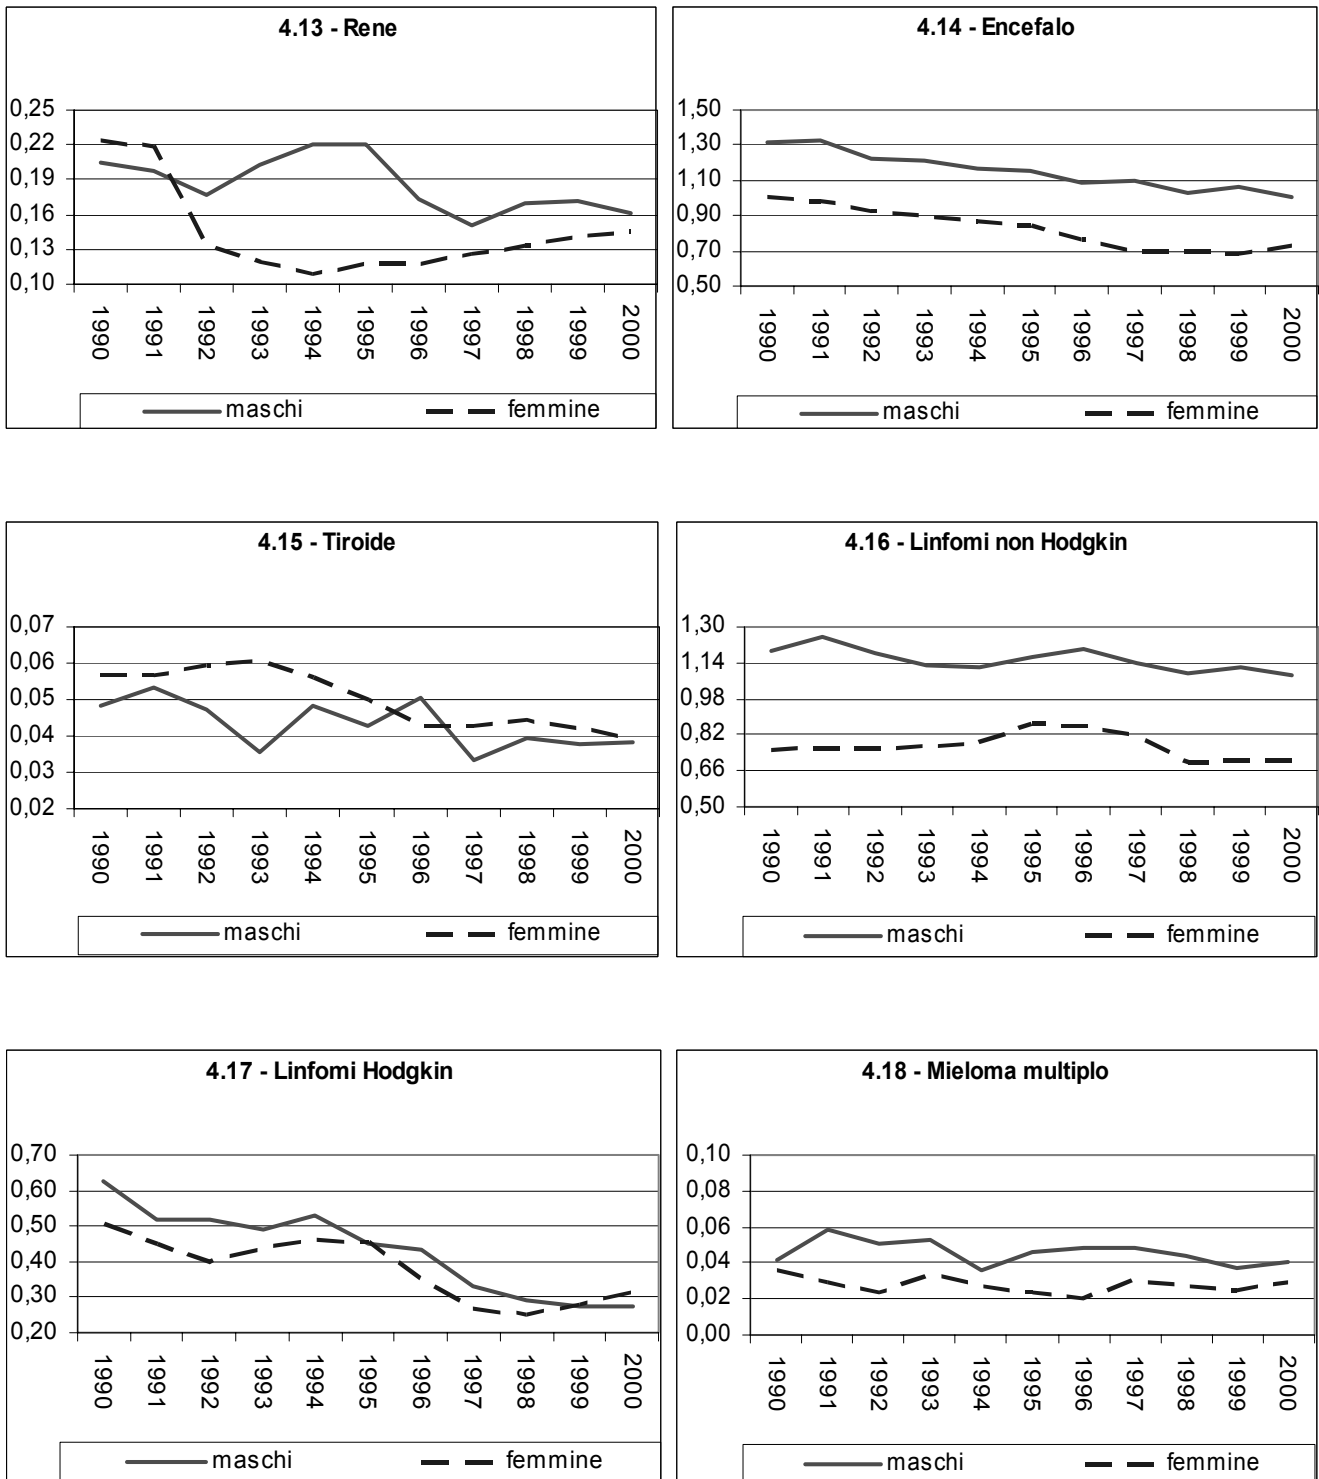 4.13 - Rene
0,25
0,22
0,19
0,16
0,13
0,10
1990 1991 1992 1993 1994 1995 1996 1997 1998 1999 2000
maschi femmine
4.14 - Encefalo
1,50
1,30
1,10
0,90
0,70
0,50
1990 1991 1992 1993 1994 1995 1996 1997 1998 1999 2000
maschi femmine
4.15 - Tiroide
0,07
0,06
0,05
0,04
0,03
0,02
1990 1991 1992 1993 1994 1995 1996 1997 1998 1999 2000
maschi femmine
4.16 - Linfomi non Hodgkin
1,30
1,14
0,98
0,82
0,66
0,50
1990 1991 1992 1993 1994 1995 1996 1997 1998 1999 2000
maschi femmine
4.17 - Linfomi Hodgkin
0,70
0,60
0,50
0,40
0,30
0,20
1990 1991 1992 1993 1994 1995 1996 1997 1998 1999 2000
maschi femmine
4.18 - Mieloma multiplo
0,10
0,08
0,06
0,04
0,02
0,00
1990 1991 1992 1993 1994 1995 1996 1997 1998 1999 2000
maschi femmine